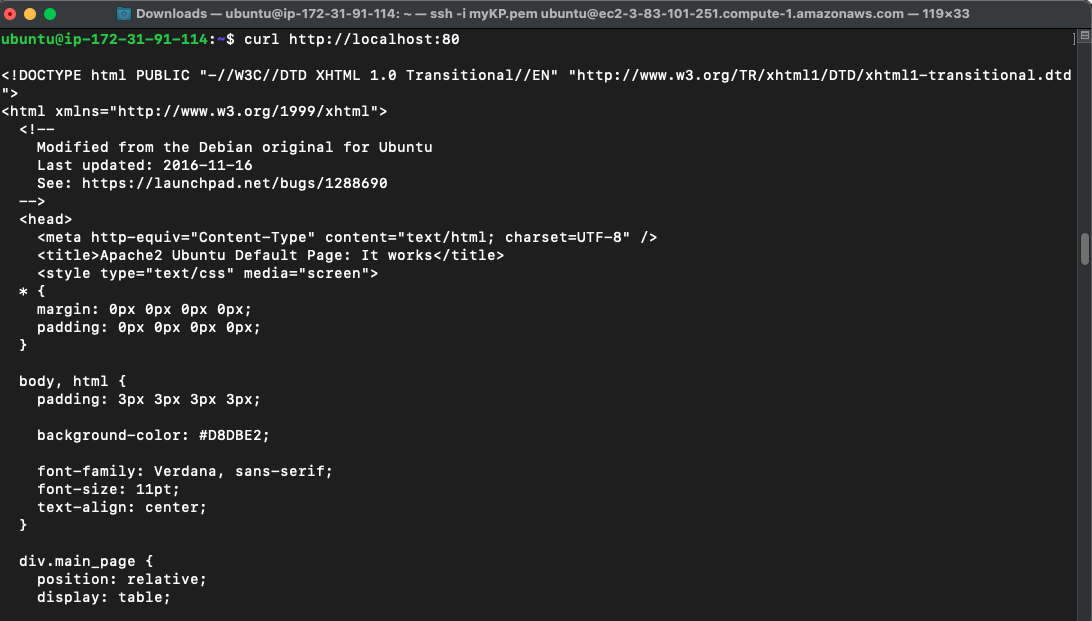 Downloads — ubuntu@ip-172-31-91-114: ~ — ssh -i myKP.pem ubuntu@ec2-3-83-101-251.compute-1.amazonaws.com — 119×33
ubuntu@ip-172-31-91-114:~$ curl http://localhost:80
<!DOCTYPE html PUBLIC "-//W3C//DTD XHTML 1.0 Transitional//EN" "http://www.w3.org/TR/xhtml1/DTD/xhtml1-transitional.dtd
">
<html xmlns="http://www.w3.org/1999/xhtml">
  <!--
    Modified from the Debian original for Ubuntu
    Last updated: 2016-11-16
    See: https://launchpad.net/bugs/1288690
  -->
  <head>
    <meta http-equiv="Content-Type" content="text/html; charset=UTF-8" />
    <title>Apache2 Ubuntu Default Page: It works</title>
    <style type="text/css" media="screen">
  * {
    margin: 0px 0px 0px 0px;
    padding: 0px 0px 0px 0px;
  }
  body, html {
    padding: 3px 3px 3px 3px;
    background-color: #D8DBE2;
    font-family: Verdana, sans-serif;
    font-size: 11pt;
    text-align: center;
  }
  div.main_page {
    position: relative;
    display: table;